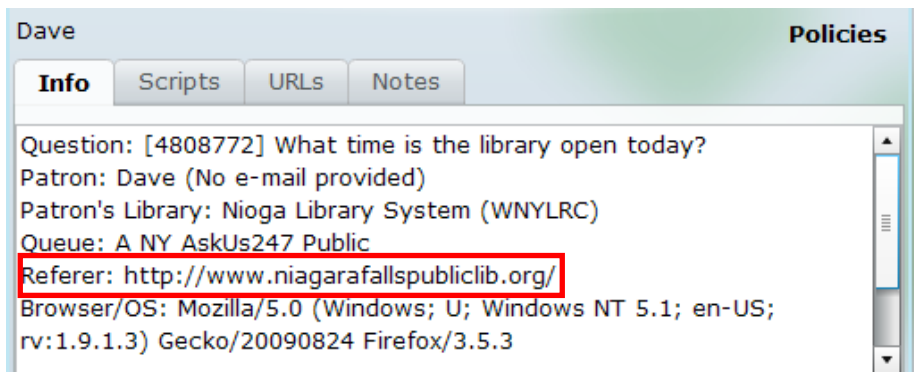 Dave
Policies
Info Scripts URLs Notes
Question: [4808772] What time is the library open today?
Patron: Dave (No e-mail provided)
Patron's Library: Nioga Library System (WNYLRC)
Queue: A NY AskUs247 Public
Referer: http://www.niagarafallspubliclib.org/
Browser/OS: Mozilla/5.0 (Windows; U; Windows NT 5.1; en-US;
rv:1.9.1.3) Gecko/20090824 Firefox/3.5.3